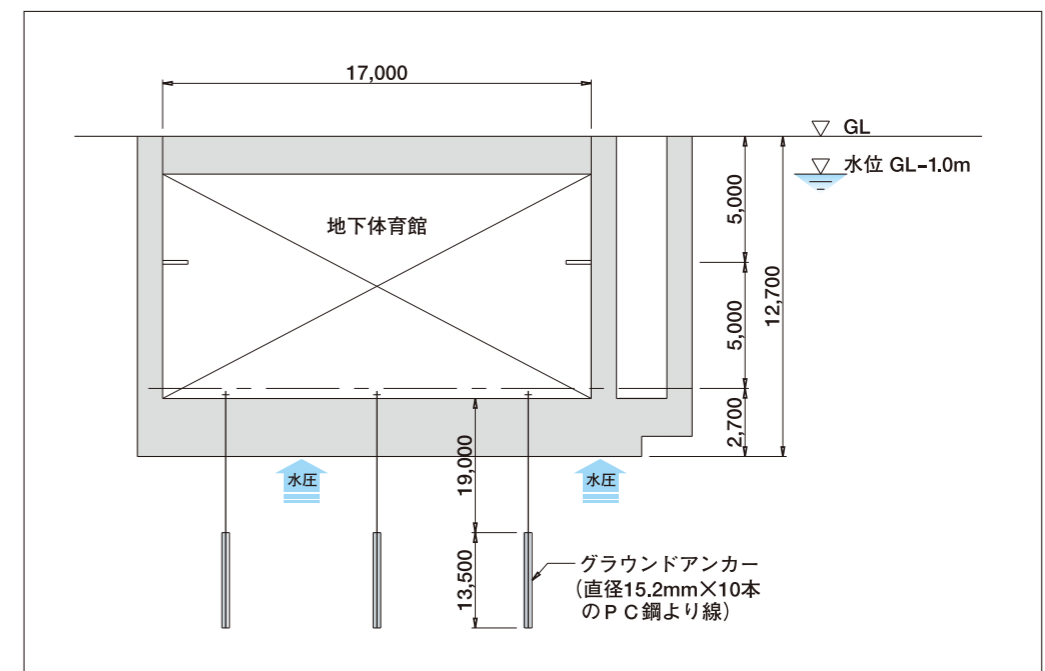 17,000
GL
水位 GL-1.0m
5,000
地下体育館
12,700
5,000
2,700
水圧
水圧
19,000
13,500
グラウンドアンカー
(直径15.2mm×10本
のPC鋼より線)